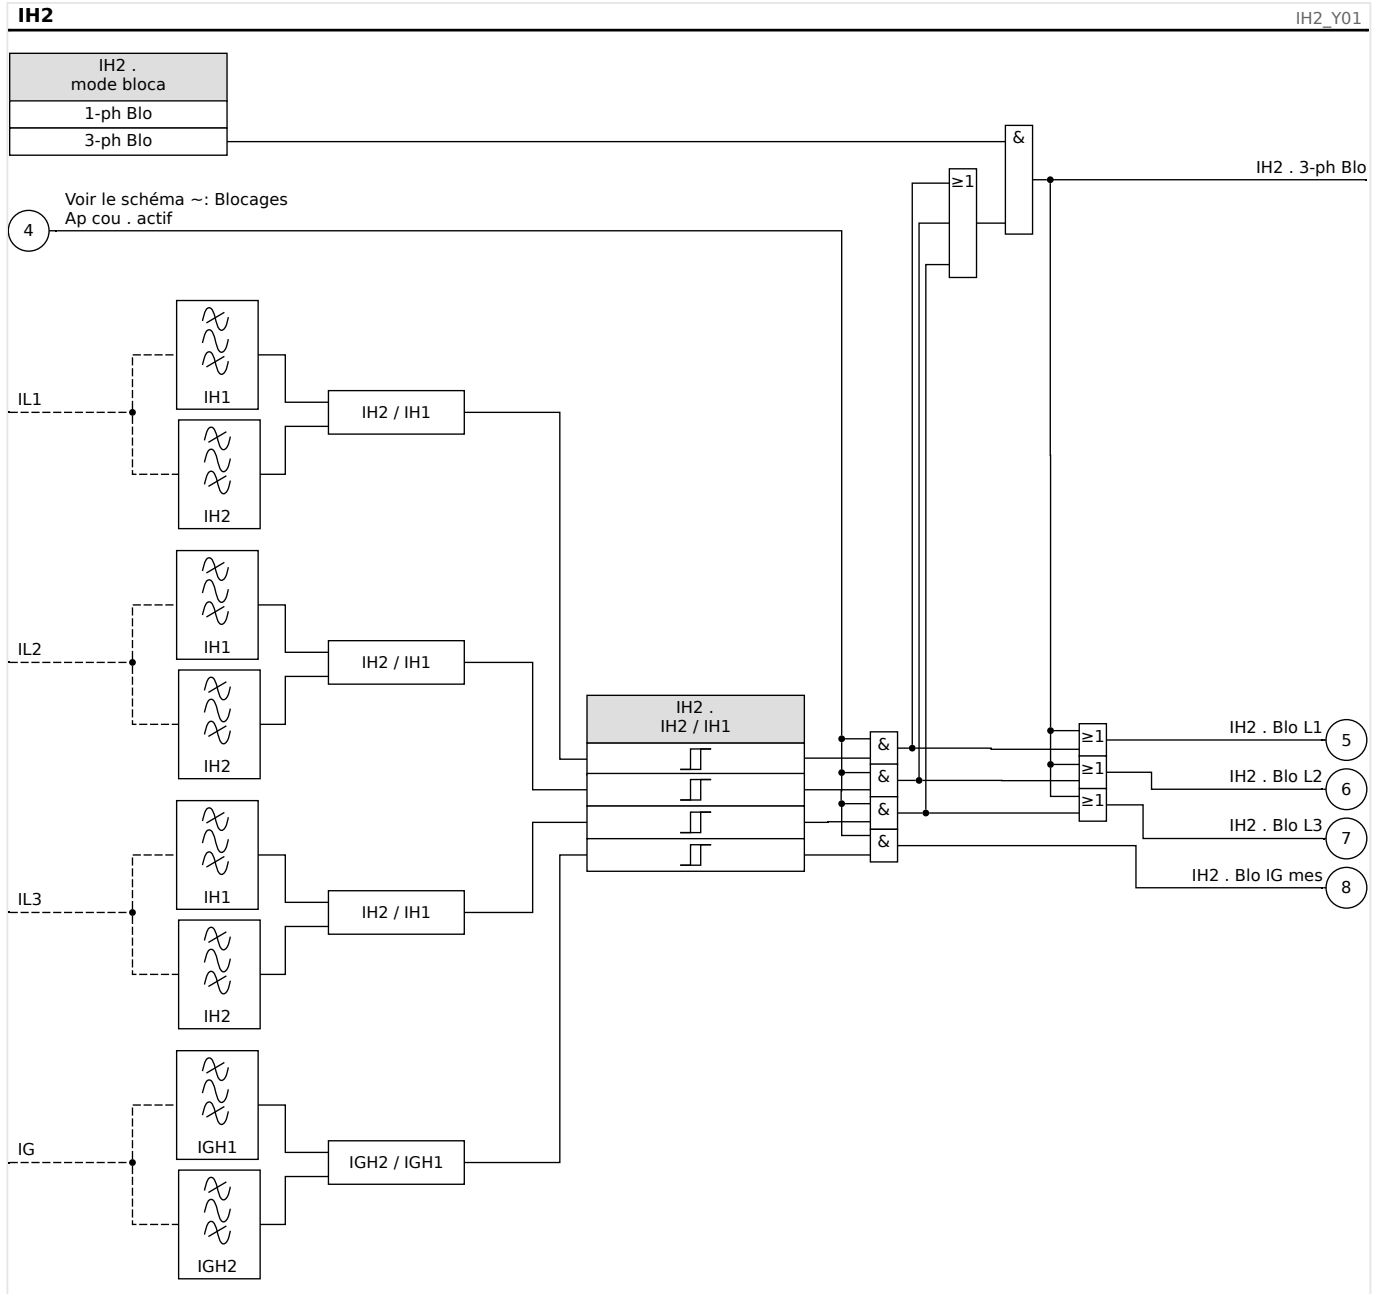 IH2
IH2_Y01
IH2 .
mode bloca
1-ph Blo
3-ph Blo
&
≥1
IH2 . 3-ph Blo
Voir le schéma ~: Blocages
Ap cou . actif
4
IL1
IH1
IH2
IH2 / IH1
IL2
IH1
IH2
IH2 / IH1
IH2 .
IH2 / IH1
&
&
&
&
≥1
≥1
≥1
IH2 . Blo L1
5
IH2 . Blo L2
6
IH2 . Blo L3
7
IH2 . Blo IG mes
8
IL3
IH1
IH2
IH2 / IH1
IG
IGH1
IGH2
IGH2 / IGH1